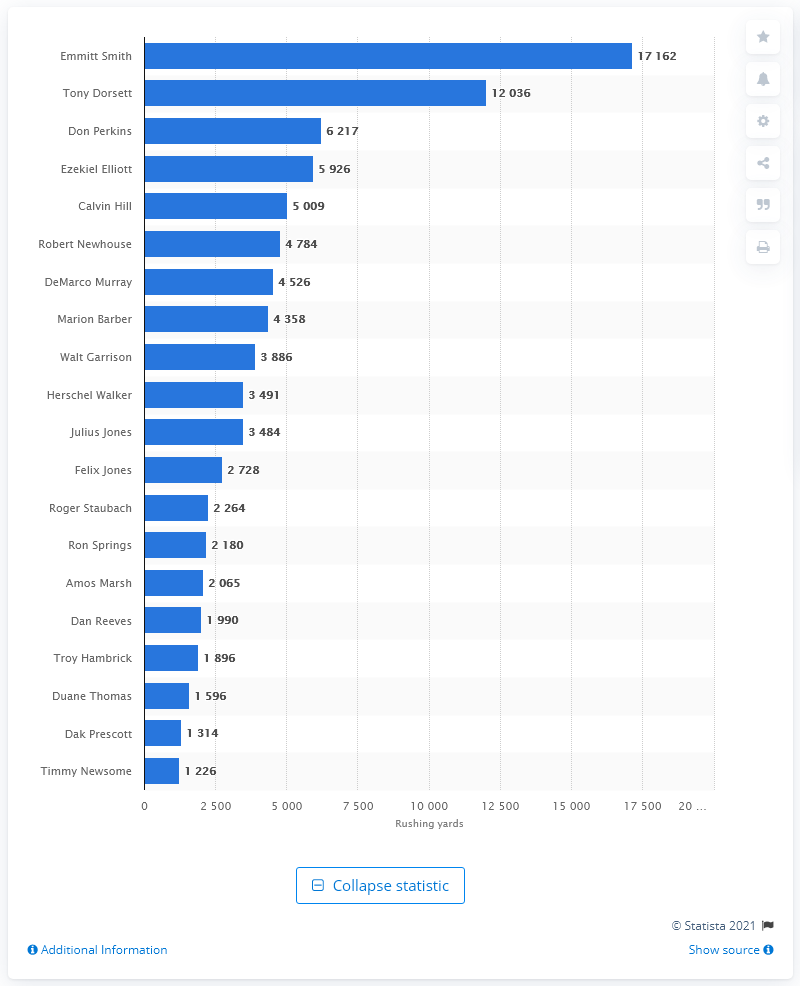 Emmitt Smith 17 162
Tony Dorsett 12 036
Don Perkins 6 217
Ezekiel Elliott 5 926
Calvin Hill 5 009
Robert Newhouse 4 784
DeMarco Murray 4 526
Marion Barber 4 358
Walt Garrison 3 886
Herschel Walker 3 491
Julius Jones 3 484
Felix Jones 2 728
Roger Staubach 2 264
Ron Springs 2 180
Amos Marsh 2 065
Dan Reeves 1 990
Troy Hambrick 1 896
Duane Thomas 1 596
Dak Prescott 1 314
Timmy Newsome 1 226
0 2 500 5 000 7 500 10 000 12 500 15 000 17 500 20 ...
Rushing yards
Collapse statistic
© Statista 2021
Additional Information Show source